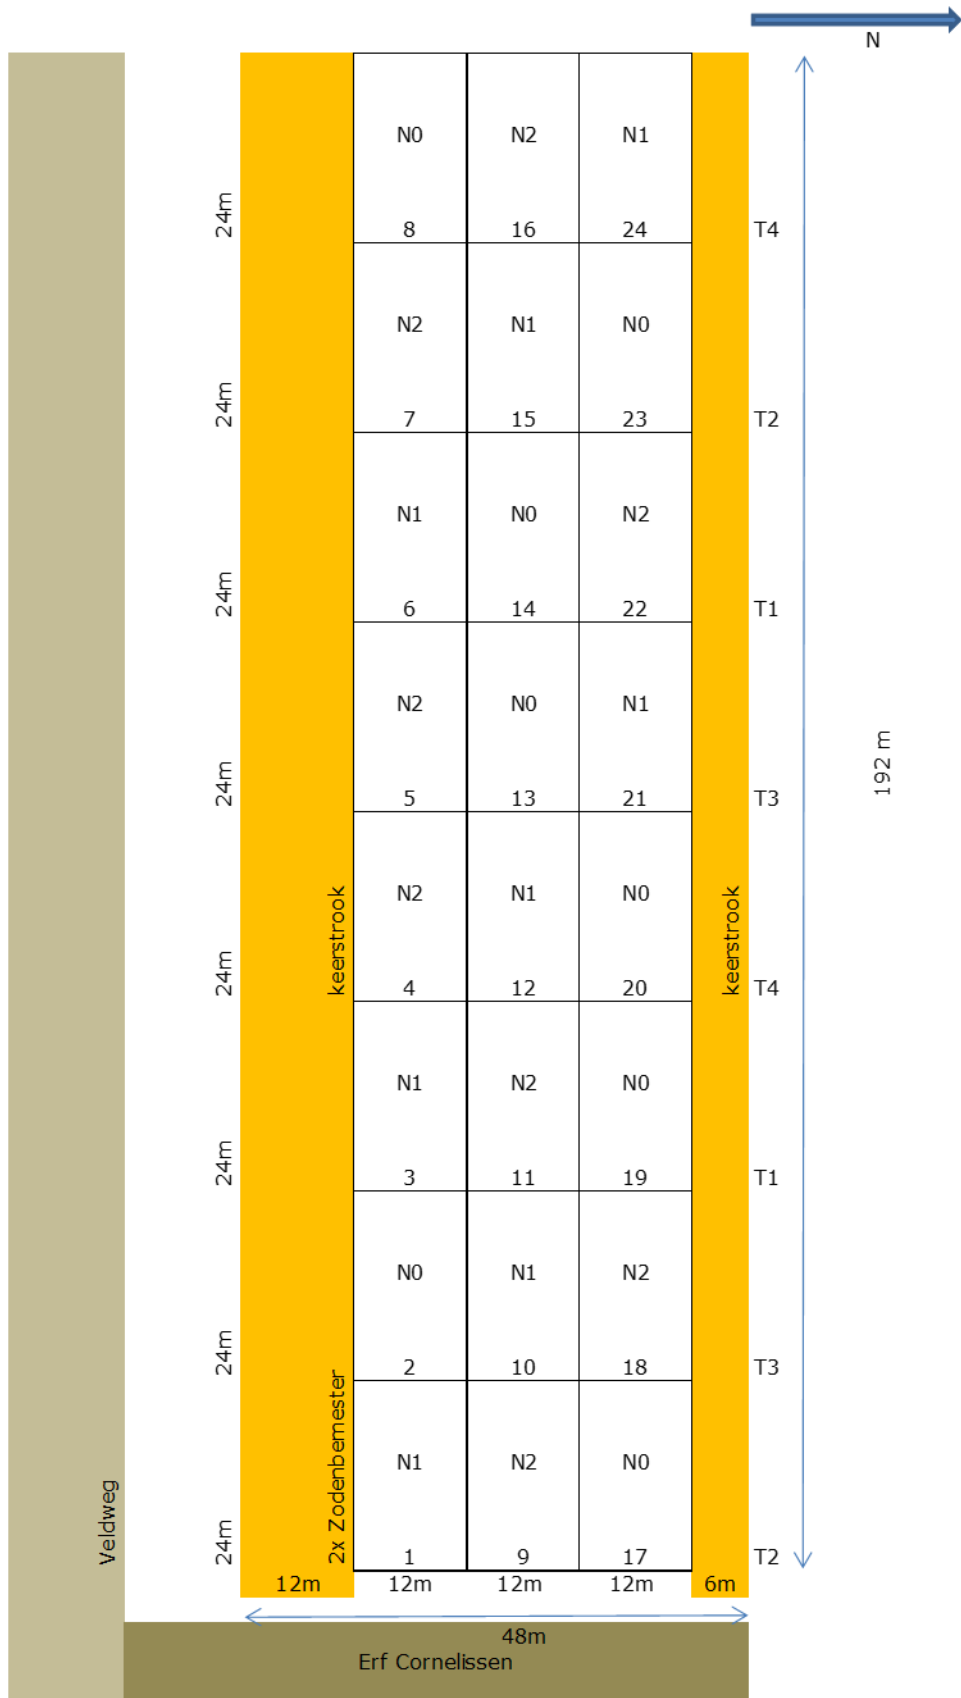 N
N0 N2 N1
24m 8 16 24 T4
N2 N1 N0
24m 7 15 23 T2
N1 N0 N2
24m 6 14 22 T1
N2 N0 N1
192 m
24m 5 13 21 T3
N2 N1 N0
keerstrook keerstrook
24m 4 12 20 T4
N1 N2 N0
24m 3 11 19 T1
N0 N1 N2
24m 2 10 18 T3
N1 N2 N0
Veldweg
2x Zodenbemester
24m 1 9 17 T2
12m 12m 12m 12m 6m
48m
Erf Cornelissen